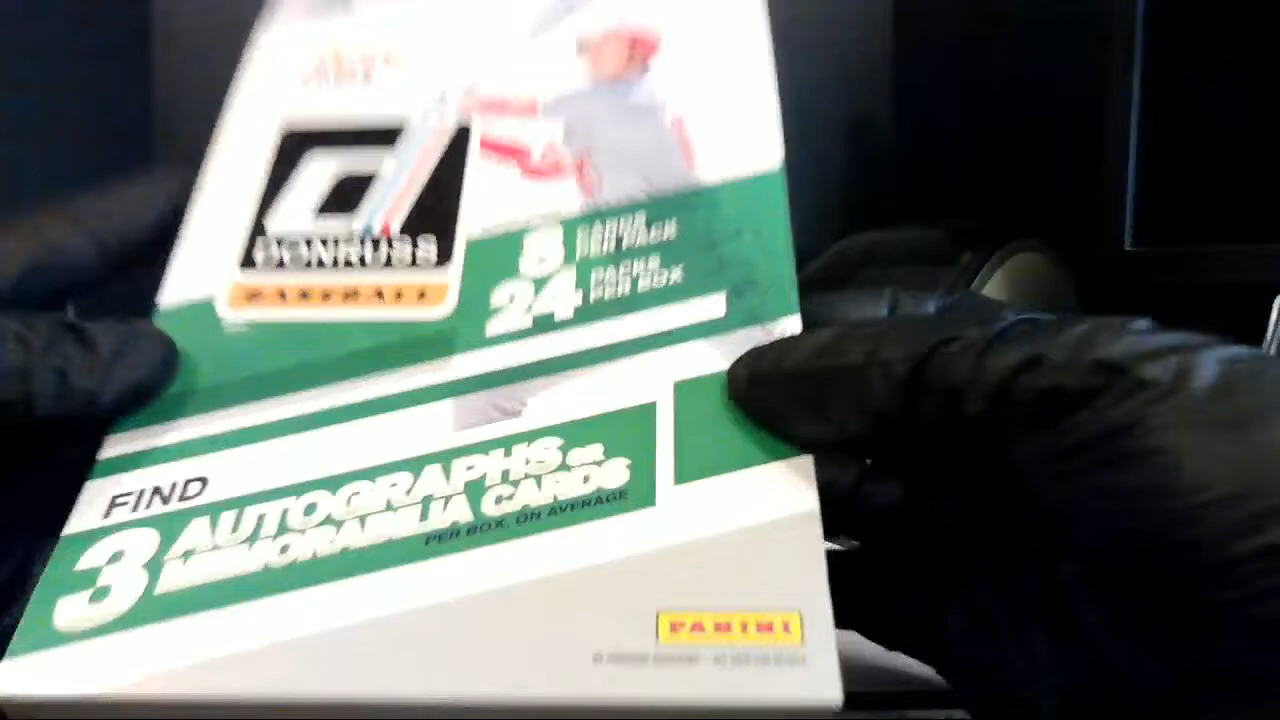 DONRUSS
BASEBALL
8 CARDS PER PACK
24 PACKS PER BOX
FIND
3 AUTOGRAPHS OR
MEMORABILIA CARDS
PER BOX, ON AVERAGE
PANINI